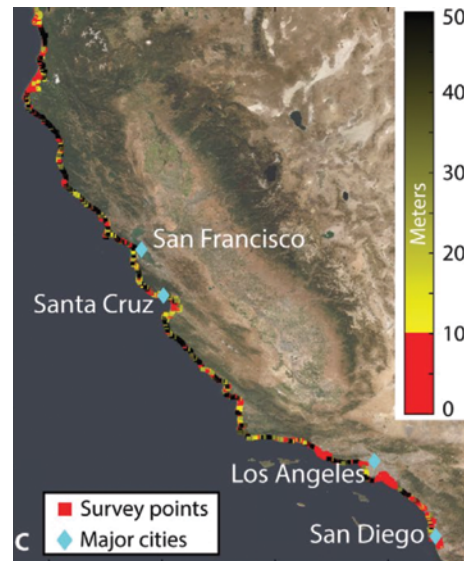 50
40
Meters
30
20
10
0
San Francisco
Santa Cruz
Los Angeles
San Diego
C
Survey points
Major cities